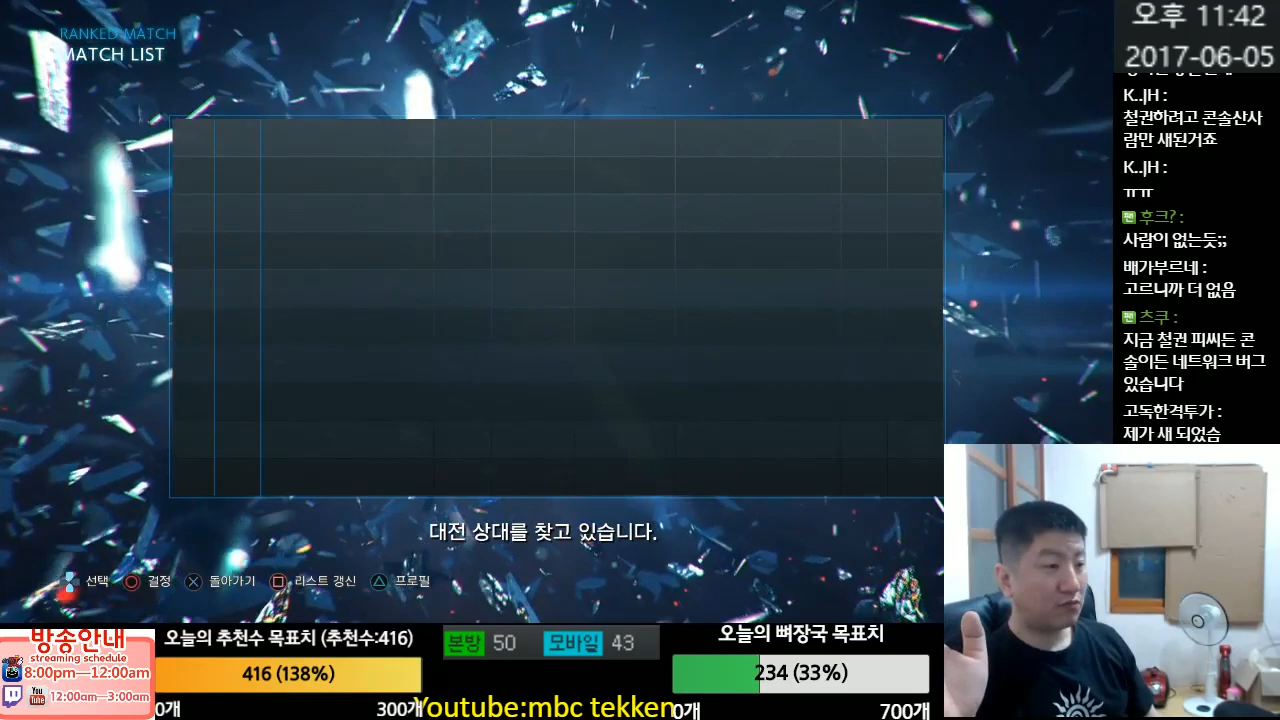 RANKED MATCH
MATCH LIST
대전 상대를 찾고 있습니다.
선택 결정 돌아가기 리스트 갱신 프로필
오후 11:42
2017-06-05
K..JH :
철권하려고 콘솔산사
람만 새된거죠
K..JH :
ㅠㅠ
팬 후크? :
사람이 없는듯;;
배가부르네 :
고르니까 더 없음
팬 츠쿠 :
지금 철권 피씨든 콘
솔이든 네트워크 버그
있습니다
고독한격투가 :
제가 새 되었슴
방송안내
streaming schedule
8:00pm—12:00am
You Tube 12:00am—3:00am
오늘의 추천수 목표치 (추천수:416)
416 (138%)
0개 300개
본방 50 모바일 43
Youtube:mbc tekken
오늘의 뼈장국 목표치
234 (33%)
0개 700개